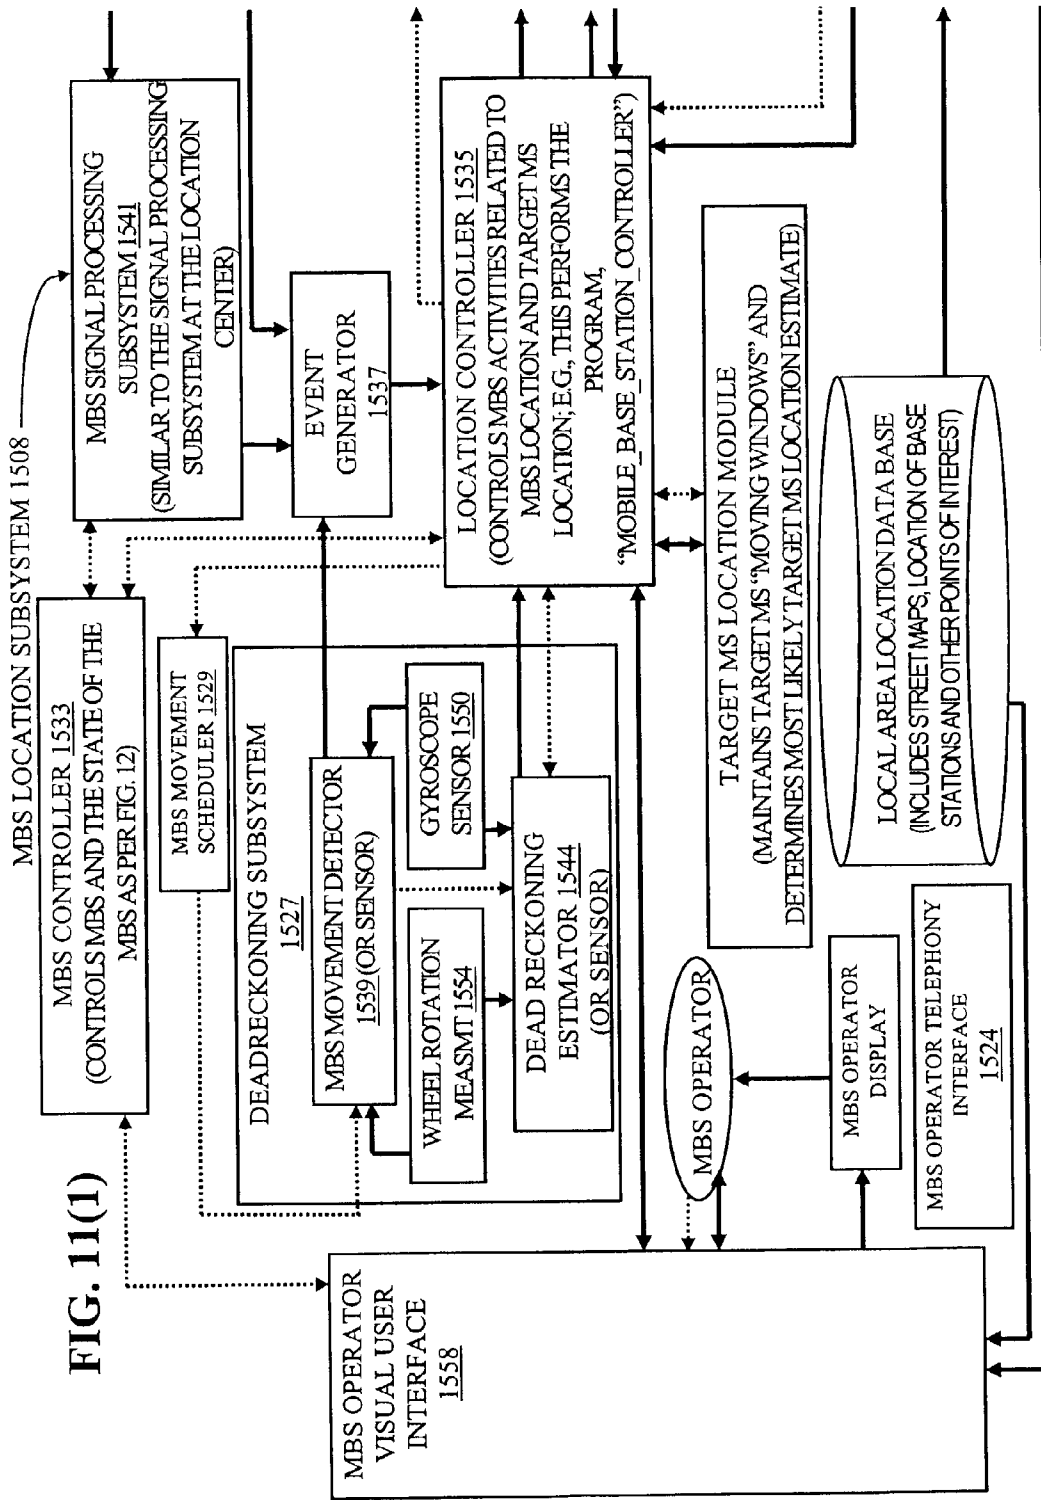 FIG. 11(1)
MBS LOCATION SUBSYSTEM 1508
MBS CONTROLLER 1533
(CONTROLS MBS AND THE STATE OF THE
MBS AS PER FIG. 12)
MBS SIGNAL PROCESSING
SUBSYSTEM 1541
(SIMILAR TO THE SIGNAL PROCESSING
SUBSYSTEM AT THE LOCATION
CENTER)
MBS MOVEMENT
SCHEDULER 1529
DEADRECKONING SUBSYSTEM
1527
MBS MOVEMENT DETECTOR
1539 (OR SENSOR)
WHEEL ROTATION
MEASMT 1554
GYROSCOPE
SENSOR 1550
DEAD RECKONING
ESTIMATOR 1544
(OR SENSOR)
EVENT
GENERATOR
1537
LOCATION CONTROLLER 1535
(CONTROLS MBS ACTIVITIES RELATED TO
MBS LOCATION AND TARGET MS
LOCATION; E.G., THIS PERFORMS THE
PROGRAM,
“MOBILE_BASE_STATION_CONTROLLER”)
MBS OPERATOR
VISUAL USER
INTERFACE
1558
MBS OPERATOR
MBS OPERATOR
DISPLAY
MBS OPERATOR TELEPHONY
INTERFACE
1524
TARGET MS LOCATION MODULE
(MAINTAINS TARGET MS “MOVING WINDOWS” AND
DETERMINES MOST LIKELY TARGET MS LOCATION ESTIMATE)
LOCAL AREA LOCATION DATA BASE
(INCLUDES STREET MAPS, LOCATION OF BASE
STATIONS AND OTHER POINTS OF INTEREST)